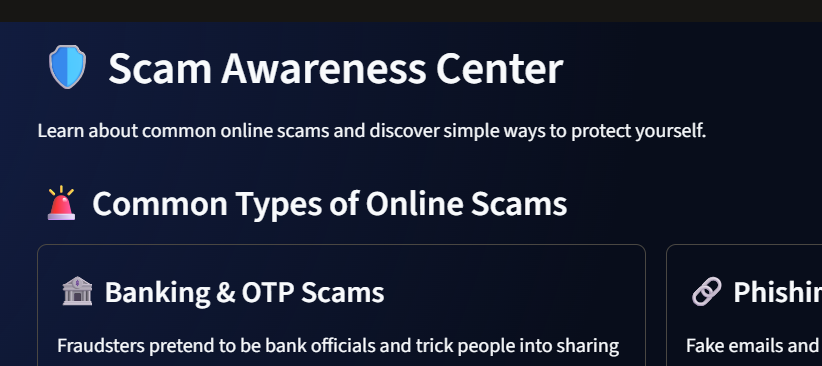 Scam Awareness Center
Learn about common online scams and discover simple ways to protect yourself.
Common Types of Online Scams
Banking & OTP Scams
Fraudsters pretend to be bank officials and trick people into sharing
Fake emails and